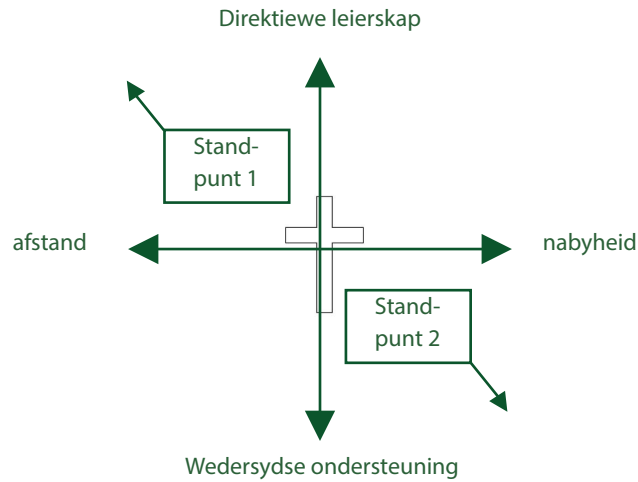 Direktiewe leierskap
Stand-
punt 1
afstand
nabyheid
Stand-
punt 2
Wedersydse ondersteuning